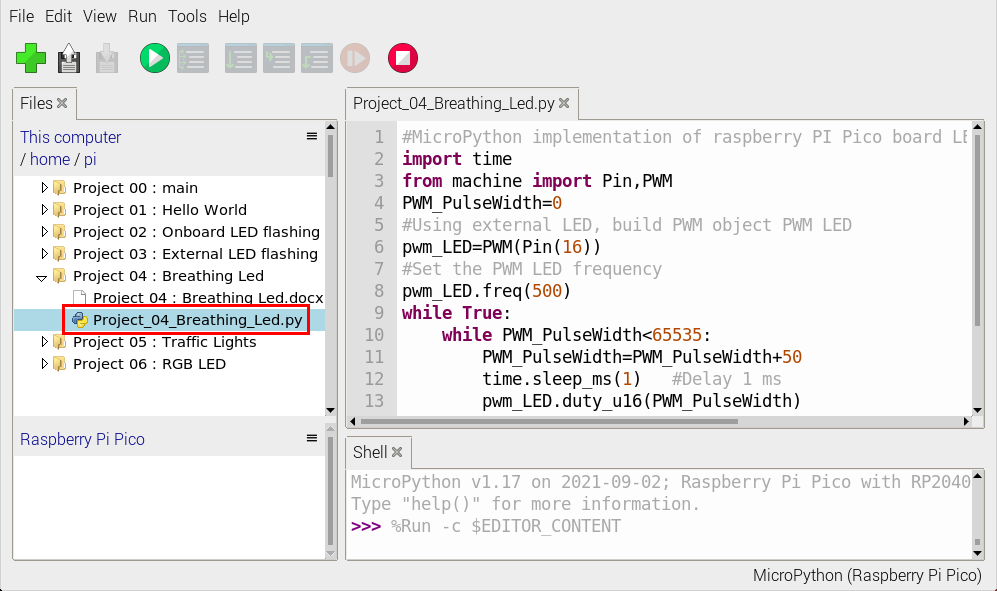 File Edit View Run Tools Help
Files
This computer
/ home / pi
Project 00 : main
Project 01 : Hello World
Project 02 : Onboard LED flashing
Project 03 : External LED flashing
Project 04 : Breathing Led
Project 04 : Breathing Led.docx
Project_04_Breathing_Led.py
Project 05 : Traffic Lights
Project 06 : RGB LED
Raspberry Pi Pico
Project_04_Breathing_Led.py
1 #MicroPython implementation of raspberry PI Pico board LE
2 import time
3 from machine import Pin,PWM
4 PWM_PulseWidth=0
5 #Using external LED, build PWM object PWM LED
6 pwm_LED=PWM(Pin(16))
7 #Set the PWM LED frequency
8 pwm_LED.freq(500)
9 while True:
10 while PWM_PulseWidth<65535:
11 PWM_PulseWidth=PWM_PulseWidth+50
12 time.sleep_ms(1) #Delay 1 ms
13 pwm_LED.duty_u16(PWM_PulseWidth)
Shell
MicroPython v1.17 on 2021-09-02; Raspberry Pi Pico with RP2040
Type "help()" for more information.
>>> %Run -c $EDITOR_CONTENT
MicroPython (Raspberry Pi Pico)